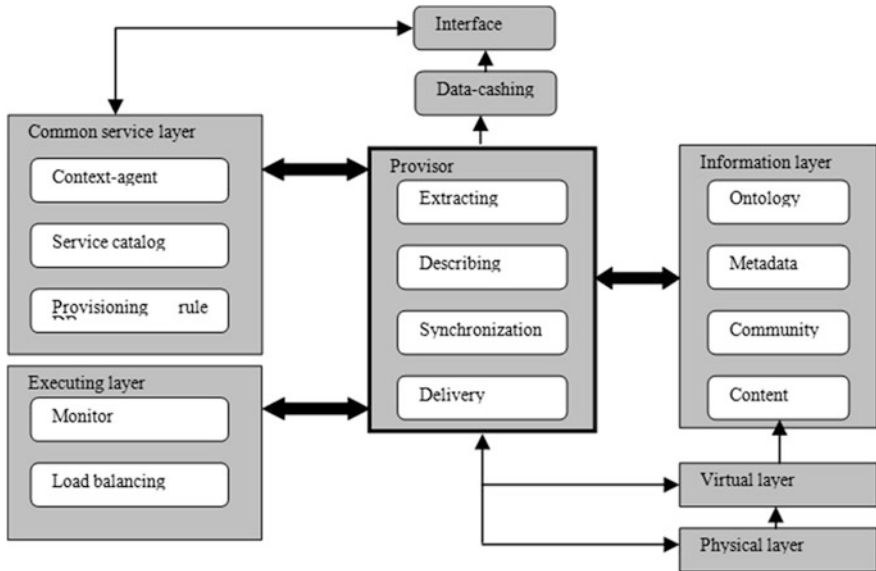 Interface
Data-cashing
Common service layer
Context-agent
Service catalog
Provisioning rule
Executing layer
Monitor
Load balancing
Provisor
Extracting
Describing
Synchronization
Delivery
Information layer
Ontology
Metadata
Community
Content
Virtual layer
Physical layer